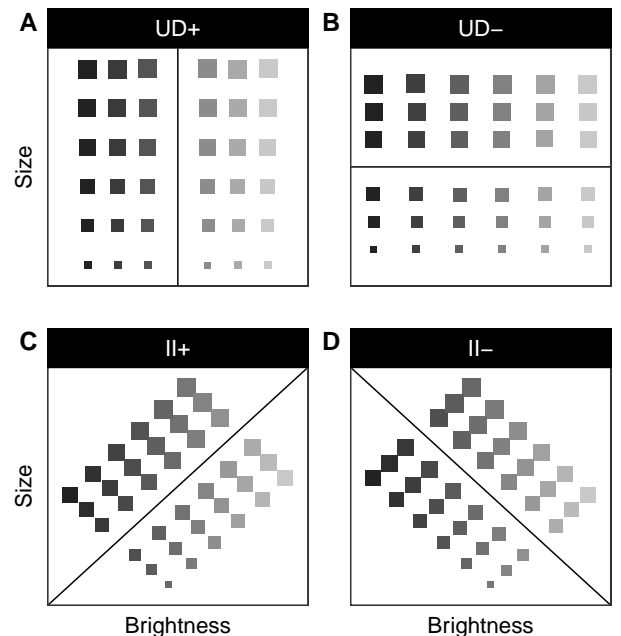 A UD+
B UD−
Size
C II+
D II−
Size
Brightness
Brightness